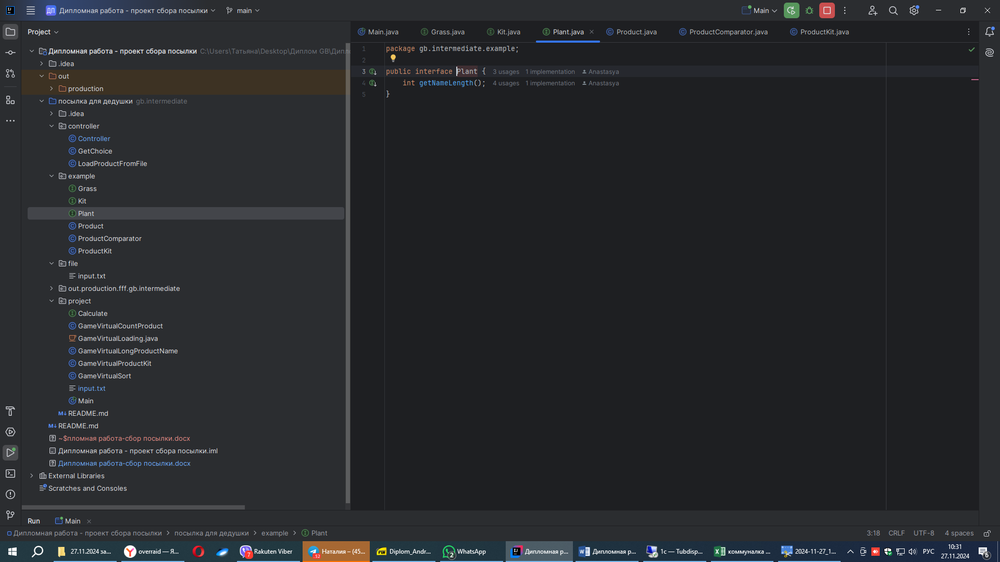 ДП Дипломная работа - проект сбора посылки main Main
Project
Main.java Grass.java Kit.java Plant.java Product.java ProductComparator.java ProductKit.java
Дипломная работа - проект сбора посылки C:\Users\Татьяна\Desktop\Диплом GB\Дипл
.idea
out
production
посылка для дедушки gb.intermediate
.idea
controller
Controller
GetChoice
LoadProductFromFile
example
Grass
Kit
Plant
Product
ProductComparator
ProductKit
file
input.txt
out.production.fff.gb.intermediate
project
Calculate
GameVirtualCountProduct
GameVirtualLoading.java
GameVirtualLongProductName
GameVirtualProductKit
GameVirtualSort
input.txt
Main
README.md
README.md
~$пломная работа-сбор посылки.docx
Дипломная работа - проект сбора посылки.iml
Дипломная работа-сбор посылки.docx
External Libraries
Scratches and Consoles
1 package gb.intermediate.example;
2
3 public interface Plant { 3 usages 1 implementation Anastasya
4 int getNameLength(); 4 usages 1 implementation Anastasya
5 }
Run Main
Дипломная работа - проект сбора посылки > посылка для дедушки > example > Plant 3:18 CRLF UTF-8 4 spaces
27.11.2024 за... overraid — Я... 7 Rakuten Viber 52 Наталия – (45... PDF Diplom_Andr... 2 WhatsApp Дипломная р... Дипломная р... 1c — Tubdisp... коммуналка ... 2024-11-27_1... РУС 10:31
27.11.2024 6